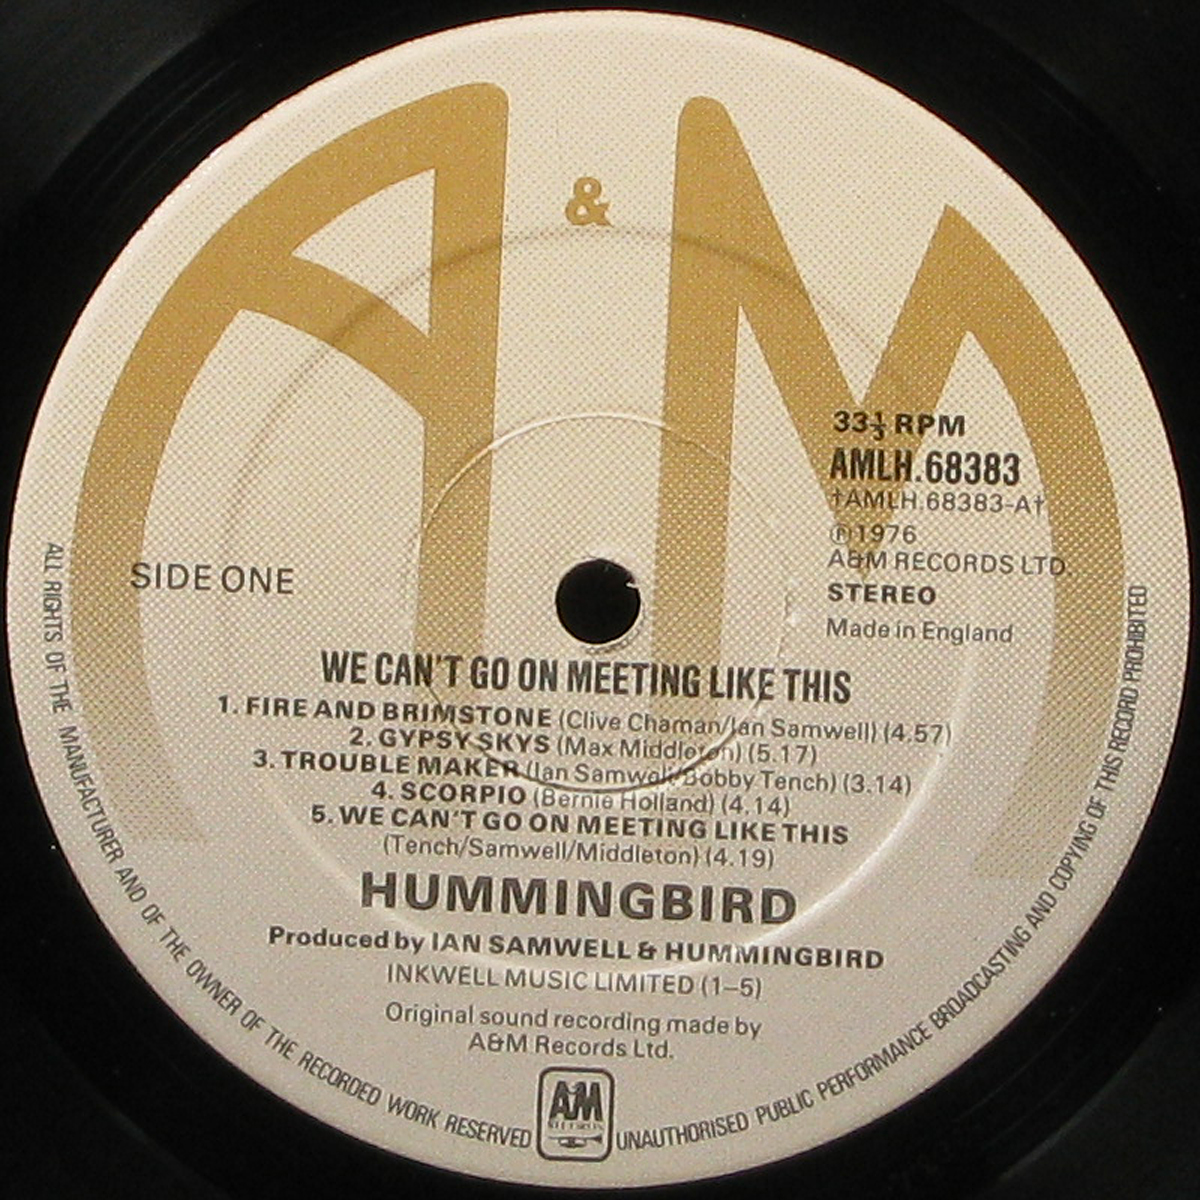 A & M
33⅓ RPM
AMLH.68383
†AMLH.68383-A†
℗1976
A&M RECORDS LTD
STEREO
Made in England
SIDE ONE
WE CAN'T GO ON MEETING LIKE THIS
1. FIRE AND BRIMSTONE (Clive Chaman/Ian Samwell) (4.57)
2. GYPSY SKYS (Max Middleton) (5.17)
3. TROUBLE MAKER (Ian Samwell/Bobby Tench) (3.14)
4. SCORPIO (Bernie Holland) (4.14)
5. WE CAN'T GO ON MEETING LIKE THIS
(Tench/Samwell/Middleton) (4.19)
HUMMINGBIRD
Produced by IAN SAMWELL & HUMMINGBIRD
INKWELL MUSIC LIMITED (1–5)
Original sound recording made by
A&M Records Ltd.
ALL RIGHTS OF THE MANUFACTURER AND OF THE OWNER OF THE RECORDED WORK RESERVED
A&M
RECORDS
UNAUTHORISED PUBLIC PERFORMANCE BROADCASTING AND COPYING OF THIS RECORD PROHIBITED